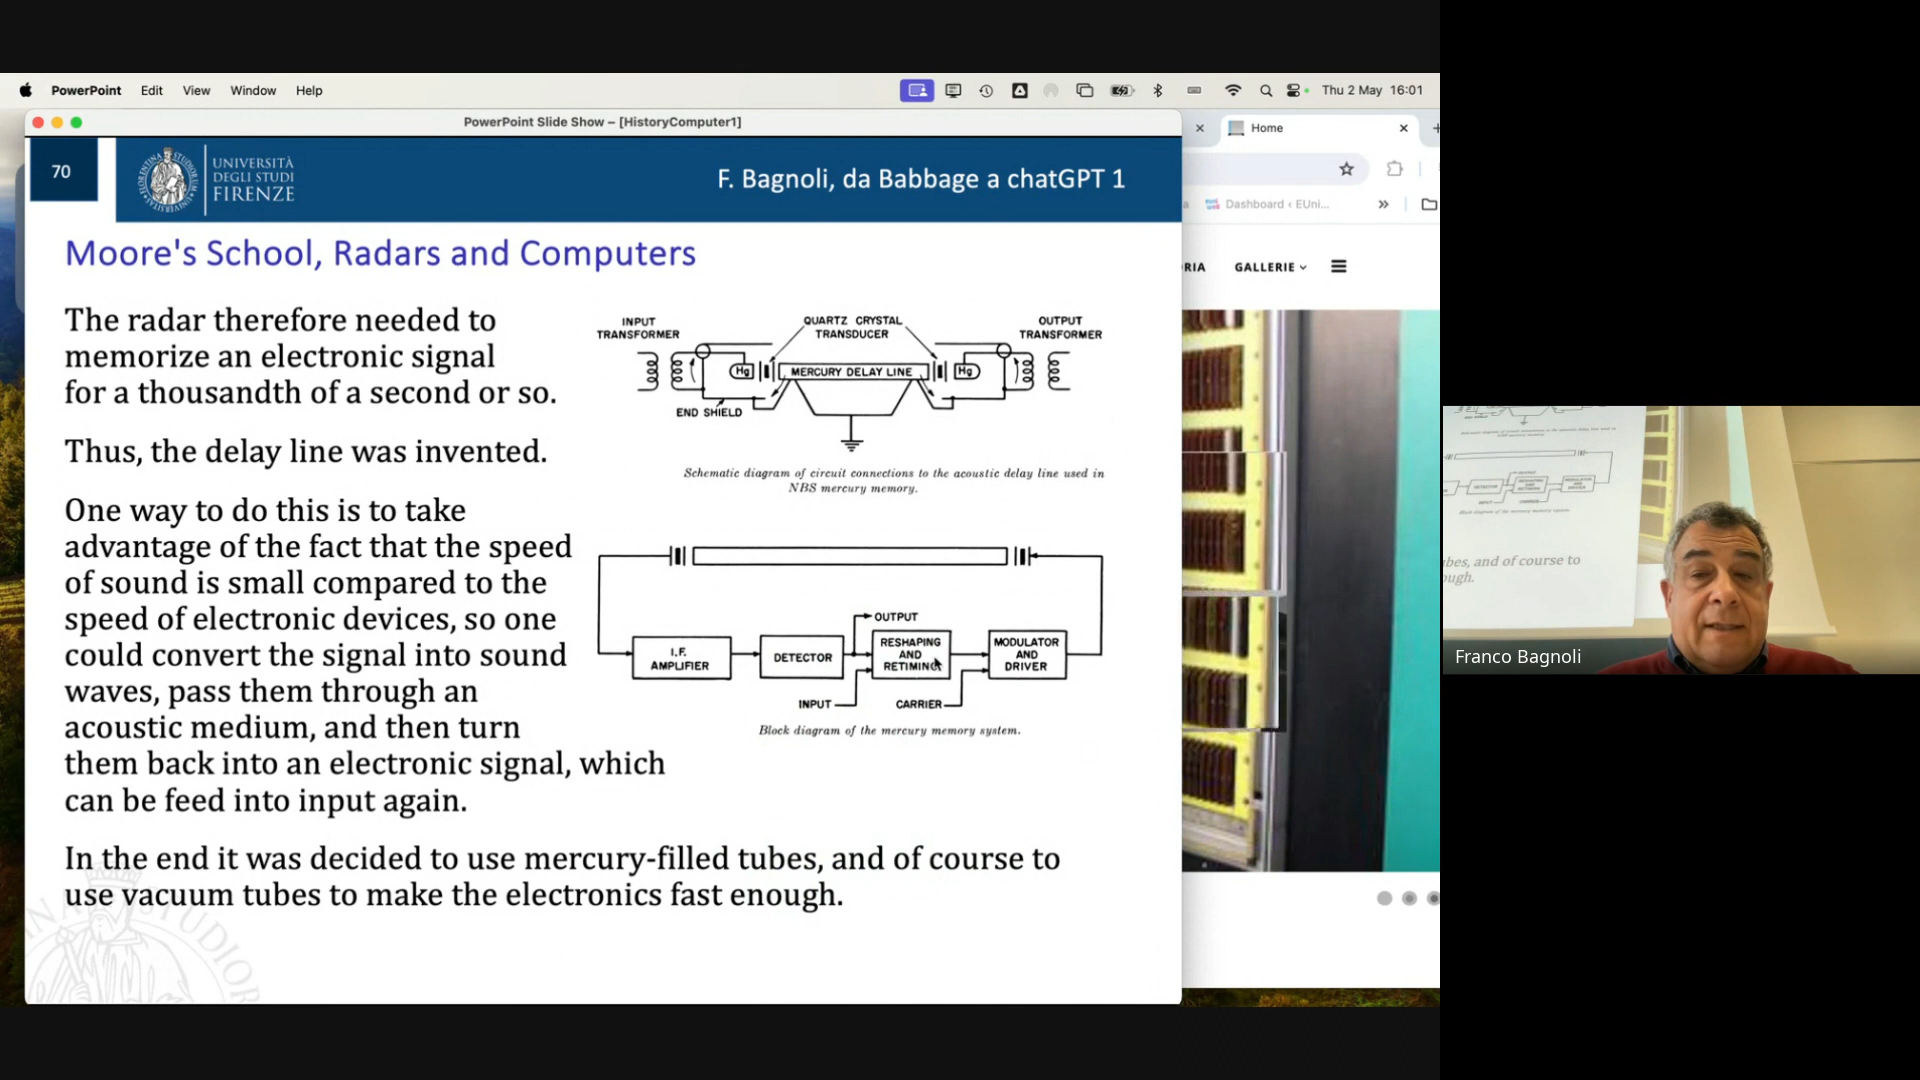 PowerPoint Edit View Window Help Thu 2 May 16:01
PowerPoint Slide Show – [HistoryComputer1]
Home
70
UNIVERSITÀ
DEGLI STUDI
FIRENZE
F. Bagnoli, da Babbage a chatGPT 1
Dashboard ‹ EUni...
RIA GALLERIE
Moore's School, Radars and Computers
The radar therefore needed to
memorize an electronic signal
for a thousandth of a second or so.
Thus, the delay line was invented.
One way to do this is to take
advantage of the fact that the speed
of sound is small compared to the
speed of electronic devices, so one
could convert the signal into sound
waves, pass them through an
acoustic medium, and then turn
them back into an electronic signal, which
can be feed into input again.
In the end it was decided to use mercury-filled tubes, and of course to
use vacuum tubes to make the electronics fast enough.
INPUT
TRANSFORMER
QUARTZ CRYSTAL
TRANSDUCER
OUTPUT
TRANSFORMER
Hg
MERCURY DELAY LINE
Hg
END SHIELD
Schematic diagram of circuit connections to the acoustic delay line used in
NBS mercury memory.
OUTPUT
I.F.
AMPLIFIER
DETECTOR
RESHAPING
AND
RETIMING
MODULATOR
AND
DRIVER
INPUT
CARRIER
Block diagram of the mercury memory system.
bes, and of course to
ough.
Franco Bagnoli